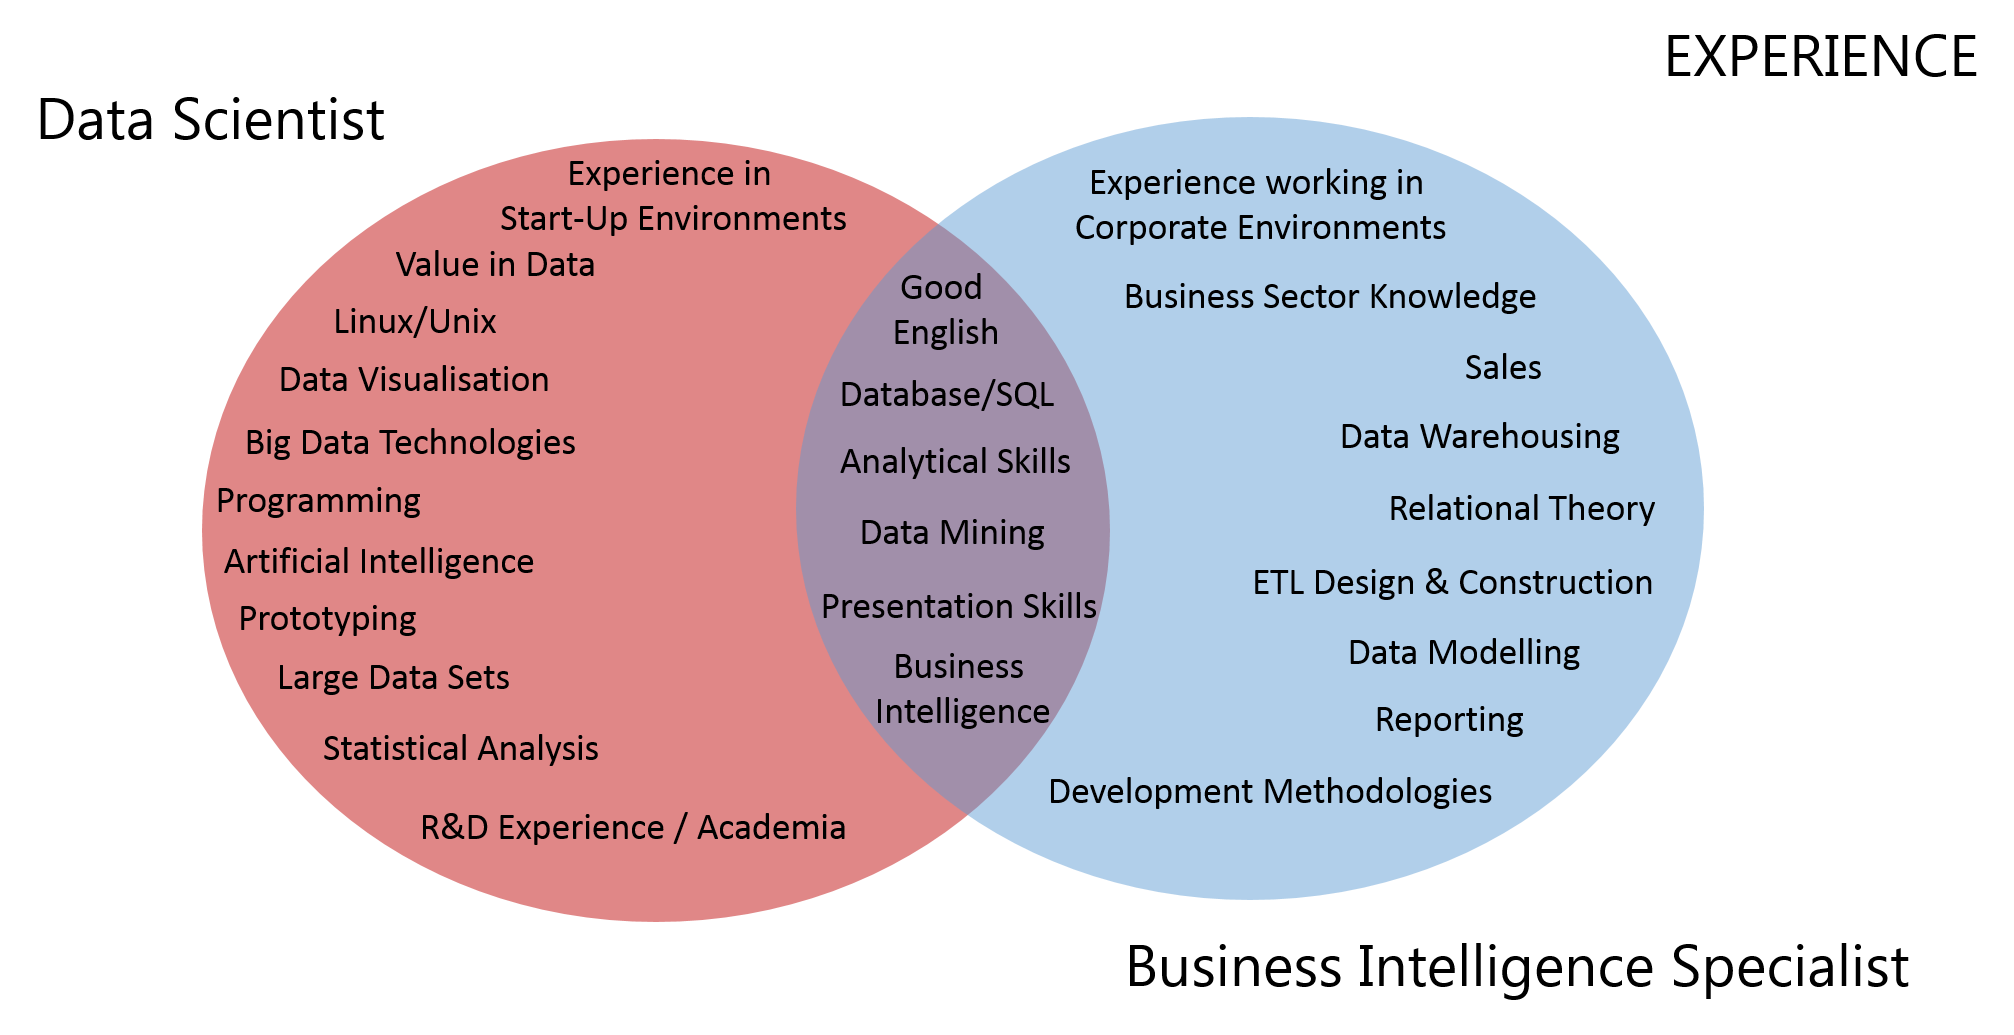 EXPERIENCE
Data Scientist
Experience in
Start-Up Environments
Value in Data
Linux/Unix
Data Visualisation
Big Data Technologies
Programming
Artificial Intelligence
Prototyping
Large Data Sets
Statistical Analysis
R&D Experience / Academia
Good
English
Database/SQL
Analytical Skills
Data Mining
Presentation Skills
Business
Intelligence
Experience working in
Corporate Environments
Business Sector Knowledge
Sales
Data Warehousing
Relational Theory
ETL Design & Construction
Data Modelling
Reporting
Development Methodologies
Business Intelligence Specialist